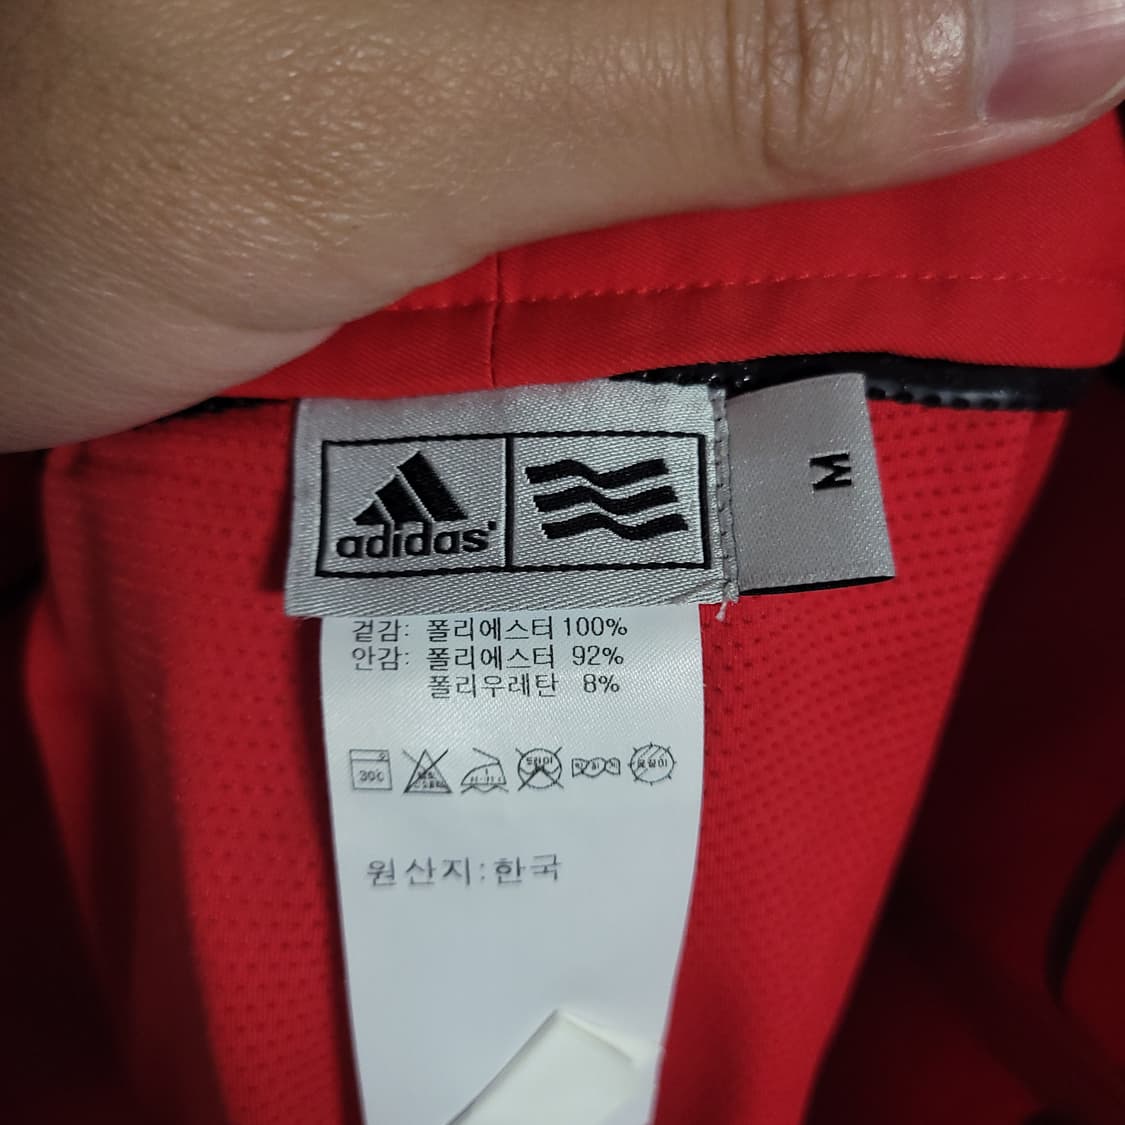 adidas
M
겉감: 폴리에스터 100%
안감: 폴리에스터 92%
폴리우레탄 8%
원산지:한국